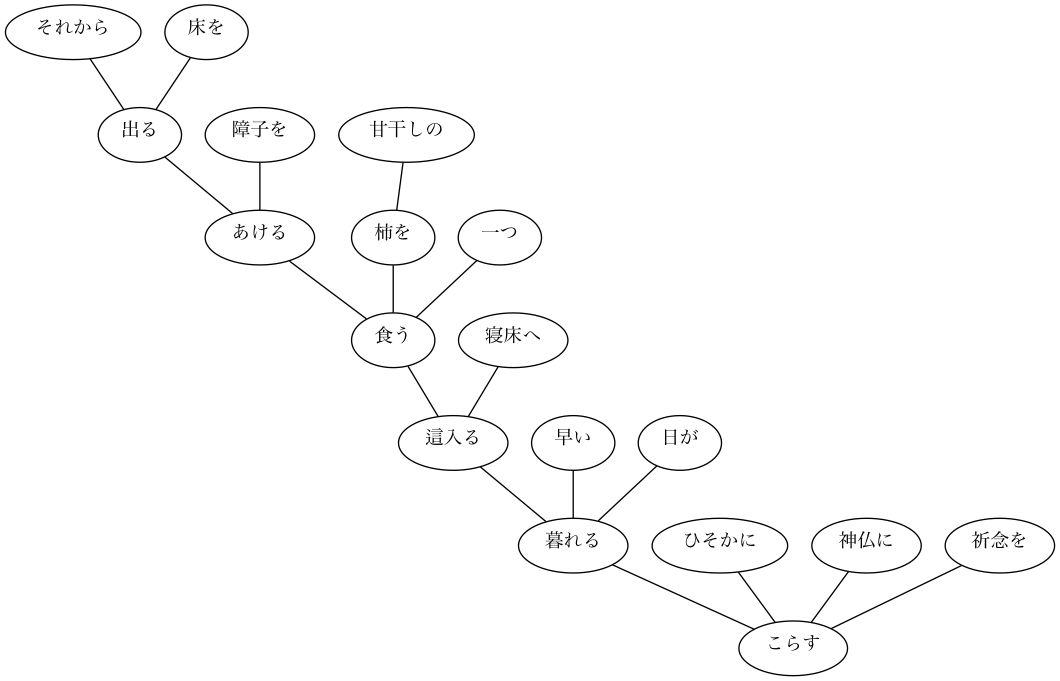 それから 床を
出る 障子を 甘干しの
あける 柿を 一つ
食う 寝床へ
這入る 早い 日が
暮れる ひそかに 神仏に 祈念を
こらす